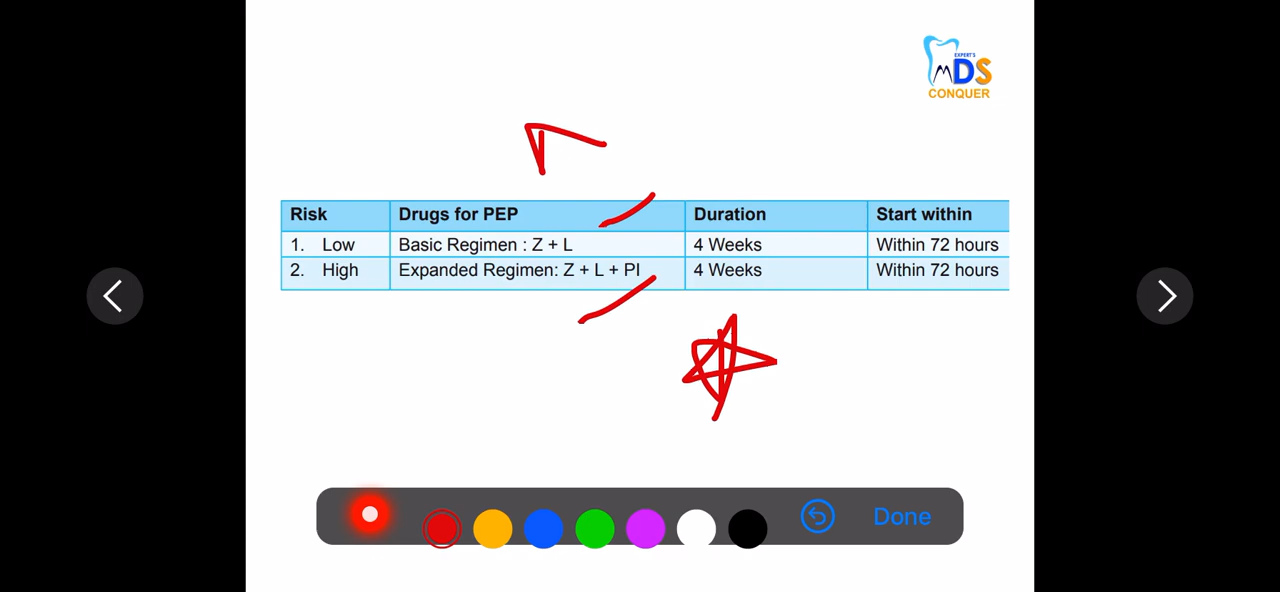 EXPERT'S
MDS
CONQUER
Risk Drugs for PEP Duration Start within
1. Low Basic Regimen : Z + L 4 Weeks Within 72 hours
2. High Expanded Regimen: Z + L + PI 4 Weeks Within 72 hours
Done